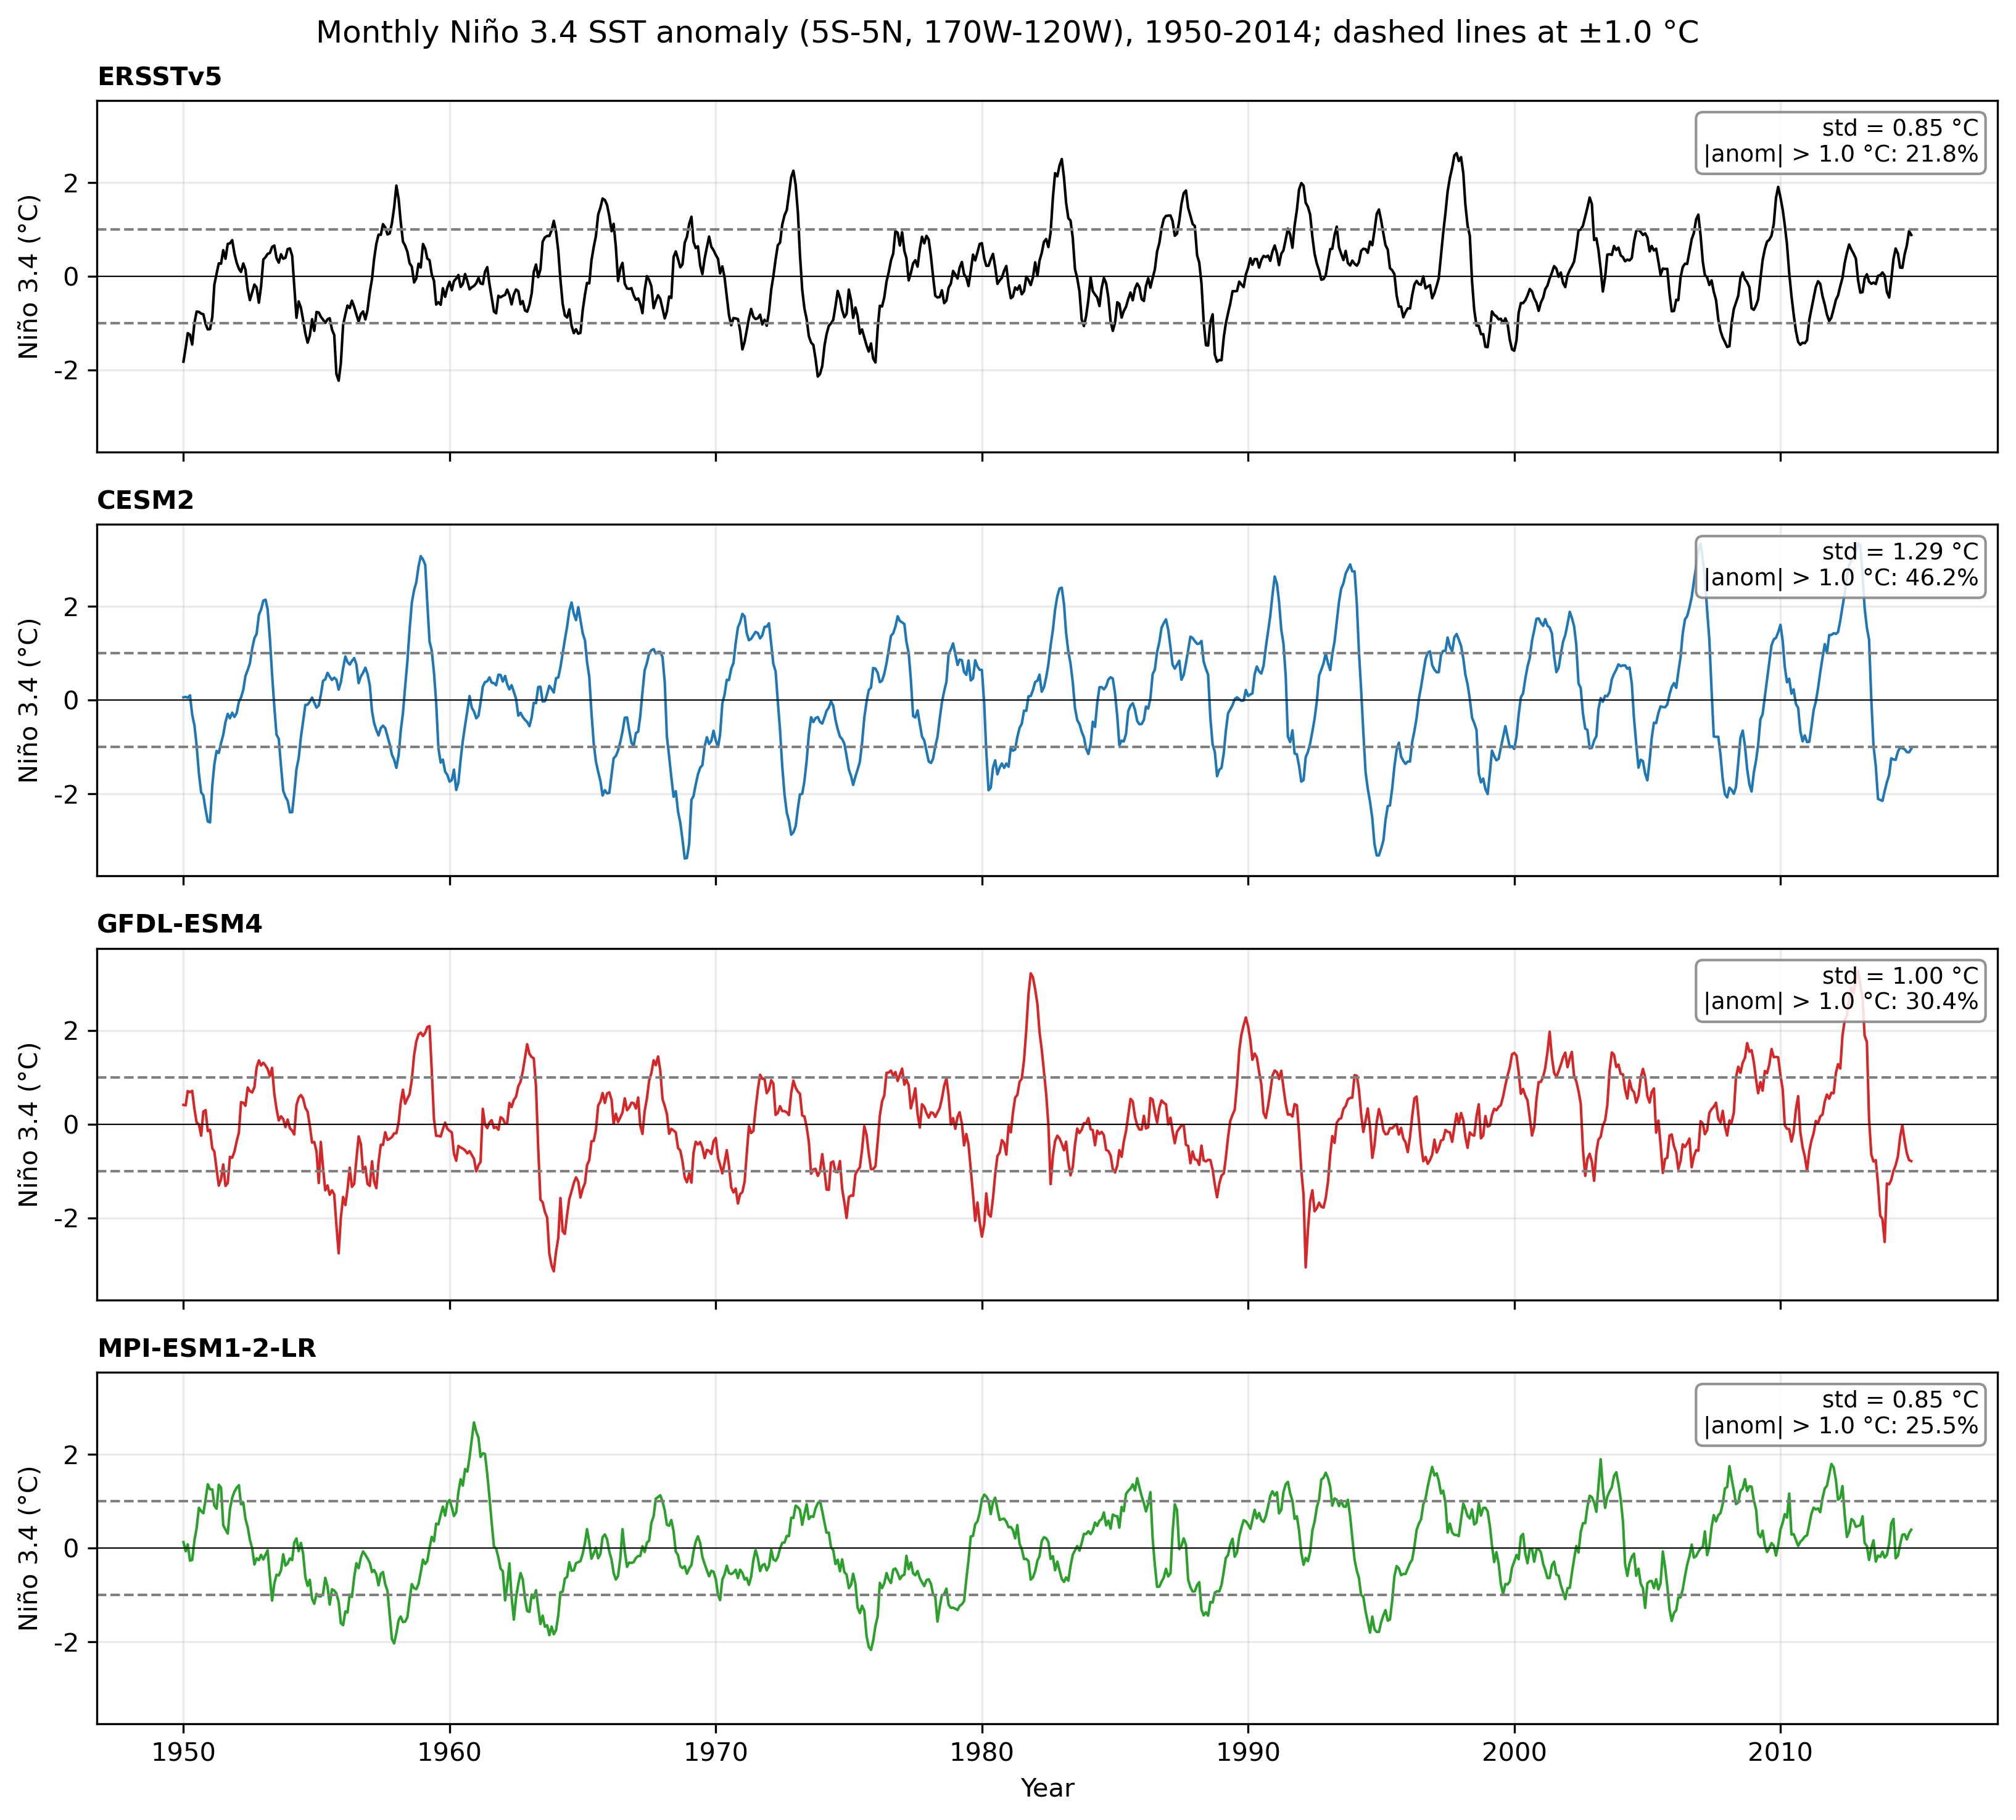 Monthly Niño 3.4 SST anomaly (5S-5N, 170W-120W), 1950-2014; dashed lines at ±1.0 °C
ERSSTv5
std = 0.85 °C
|anom| > 1.0 °C: 21.8%
Niño 3.4 (°C)
2
0
-2
CESM2
std = 1.29 °C
|anom| > 1.0 °C: 46.2%
Niño 3.4 (°C)
2
0
-2
GFDL-ESM4
std = 1.00 °C
|anom| > 1.0 °C: 30.4%
Niño 3.4 (°C)
2
0
-2
MPI-ESM1-2-LR
std = 0.85 °C
|anom| > 1.0 °C: 25.5%
Niño 3.4 (°C)
2
0
-2
1950 1960 1970 1980 1990 2000 2010
Year